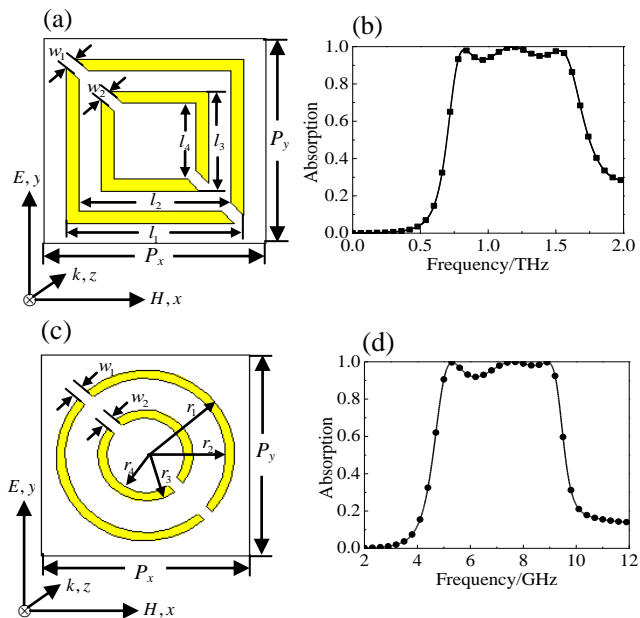 (a)
w1
w2
l4
l3
l2
l1
Py
Px
E, y
k, z
H, x
(b)
Absorption
1.0
0.8
0.6
0.4
0.2
0.0
0.0 0.5 1.0 1.5 2.0
Frequency/THz
(c)
w1
w2
r1
r2
r3
r4
Py
Px
E, y
k, z
H, x
(d)
Absorption
1.0
0.8
0.6
0.4
0.2
0.0
2 4 6 8 10 12
Frequency/GHz